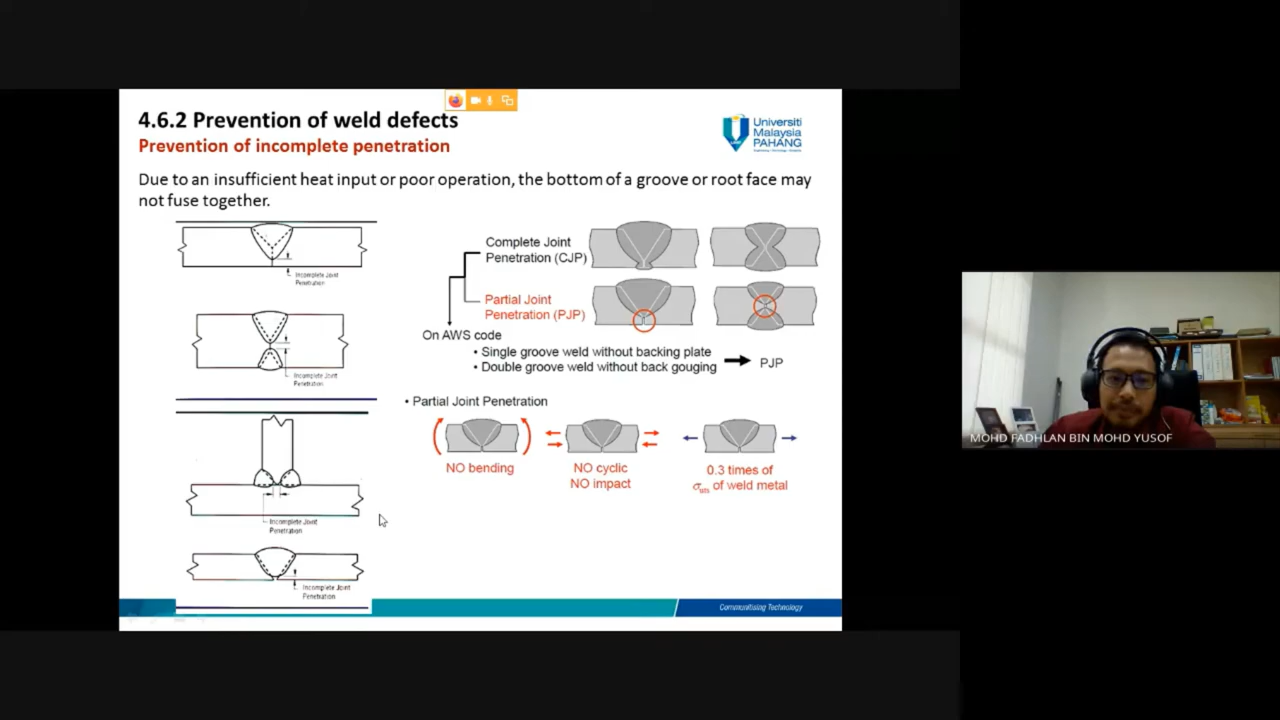 4.6.2 Prevention of weld defects
Prevention of incomplete penetration
Universiti
Malaysia
PAHANG
Due to an insufficient heat input or poor operation, the bottom of a groove or root face may
not fuse together.
Incomplete Joint
Penetration
Incomplete Joint
Penetration
Incomplete Joint
Penetration
Incomplete Joint
Penetration
Complete Joint
Penetration (CJP)
Partial Joint
Penetration (PJP)
On AWS code
• Single groove weld without backing plate
• Double groove weld without back gouging
PJP
• Partial Joint Penetration
NO bending
NO cyclic
NO impact
0.3 times of
σuts of weld metal
Communitising Technology
MOHD FADHLAN BIN MOHD YUSOF